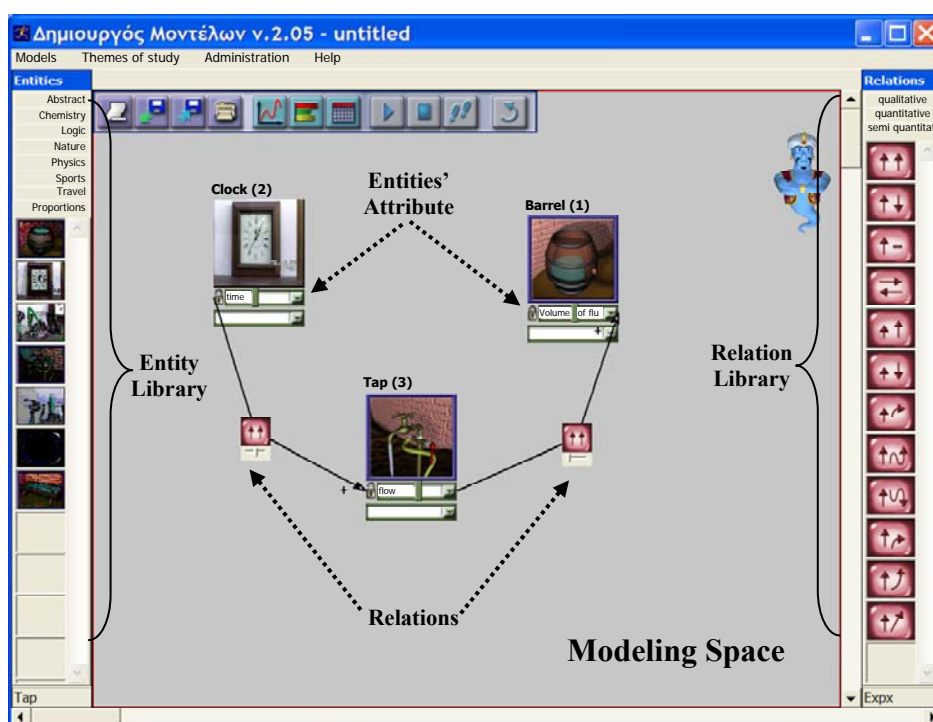 Δημιουργός Μοντέλων v.2.05 - untitled
Models Themes of study Administration Help
Entities
Abstract
Chemistry
Logic
Nature
Physics
Sports
Travel
Proportions
Relations
qualitative
quantitative
semi quantitat
Clock (2)
time
Entities’
Attribute
Barrel (1)
Volume of flu
+
Entity
Library
Relation
Library
Tap (3)
+
flow
Relations
Modeling Space
Tap
Expx